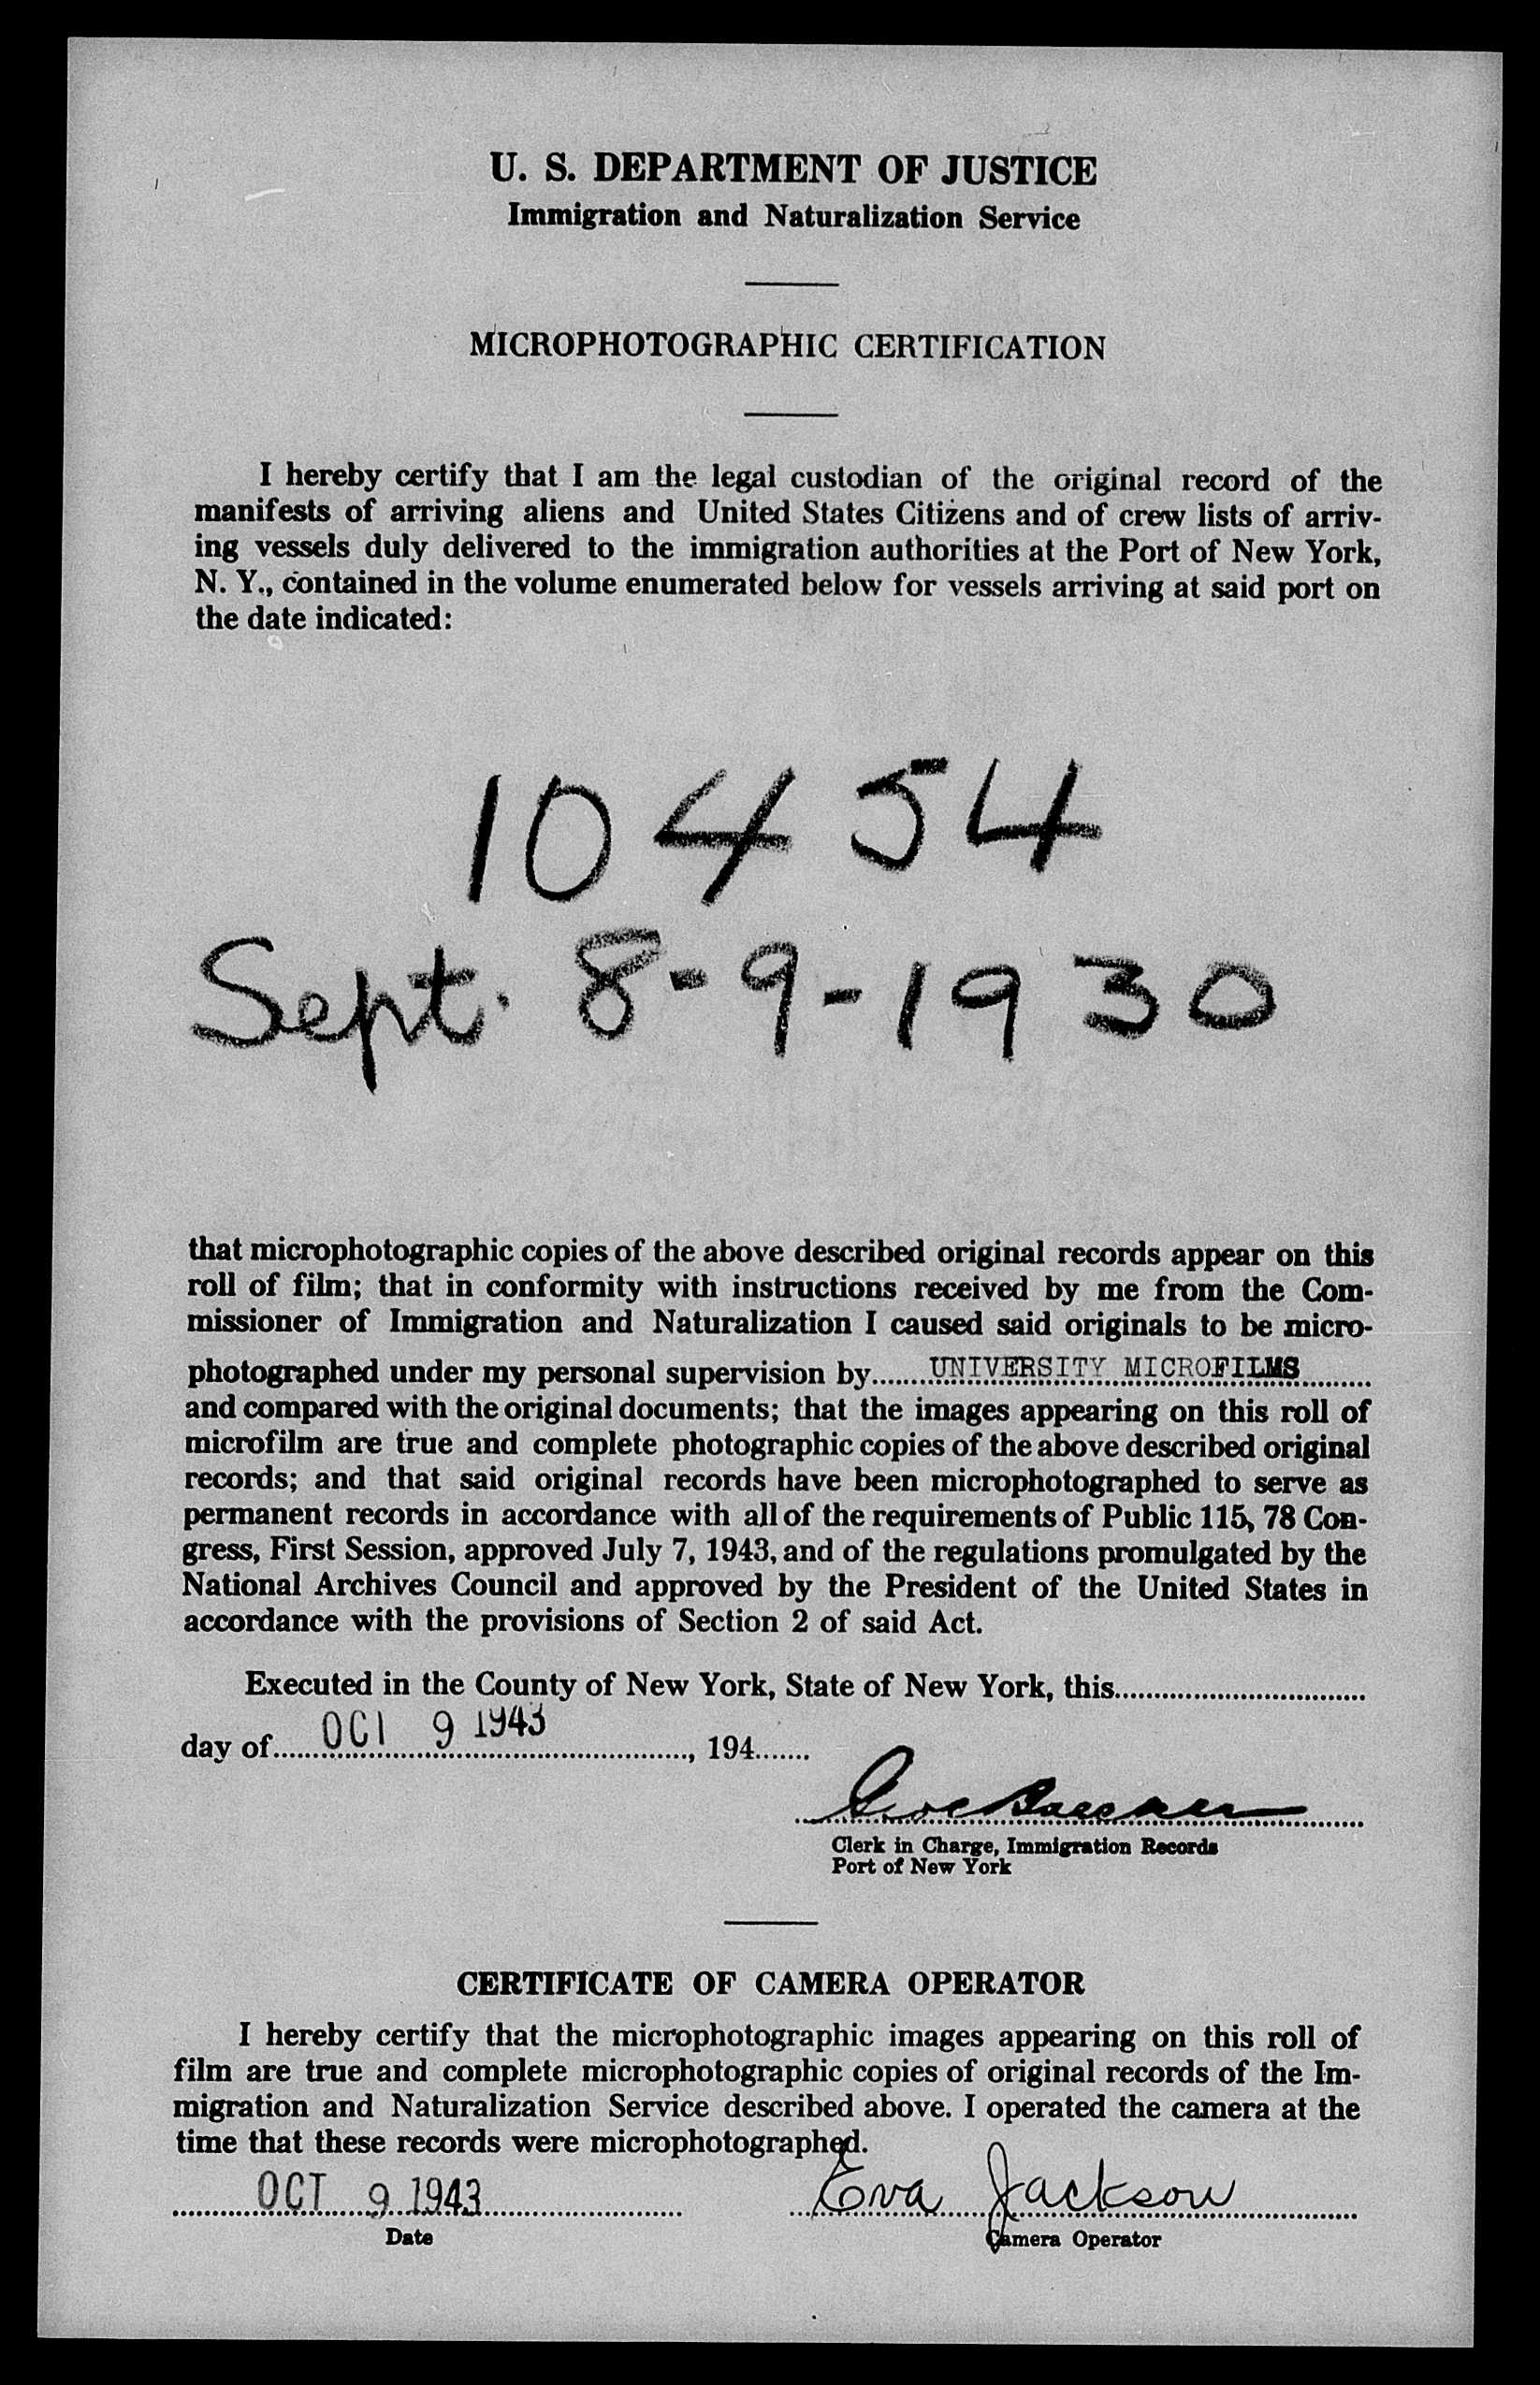 U. S. DEPARTMENT OF JUSTICE
Immigration and Naturalization Service
MICROPHOTOGRAPHIC CERTIFICATION
I hereby certify that I am the legal custodian of the original record of the
manifests of arriving aliens and United States Citizens and of crew lists of arriv-
ing vessels duly delivered to the immigration authorities at the Port of New York,
N. Y., contained in the volume enumerated below for vessels arriving at said port on
the date indicated:
10454
Sept. 8-9-1930
that microphotographic copies of the above described original records appear on this
roll of film; that in conformity with instructions received by me from the Com-
missioner of Immigration and Naturalization I caused said originals to be micro-
photographed under my personal supervision by UNIVERSITY MICROFILMS
and compared with the original documents; that the images appearing on this roll of
microfilm are true and complete photographic copies of the above described original
records; and that said original records have been microphotographed to serve as
permanent records in accordance with all of the requirements of Public 115, 78 Con-
gress, First Session, approved July 7, 1943, and of the regulations promulgated by the
National Archives Council and approved by the President of the United States in
accordance with the provisions of Section 2 of said Act.
Executed in the County of New York, State of New York, this
day of OCT 9 1943, 194
Clerk in Charge, Immigration Records
Port of New York
CERTIFICATE OF CAMERA OPERATOR
I hereby certify that the microphotographic images appearing on this roll of
film are true and complete microphotographic copies of original records of the Im-
migration and Naturalization Service described above. I operated the camera at the
time that these records were microphotographed.
OCT 9 1943 Eva Jackson
Date Camera Operator